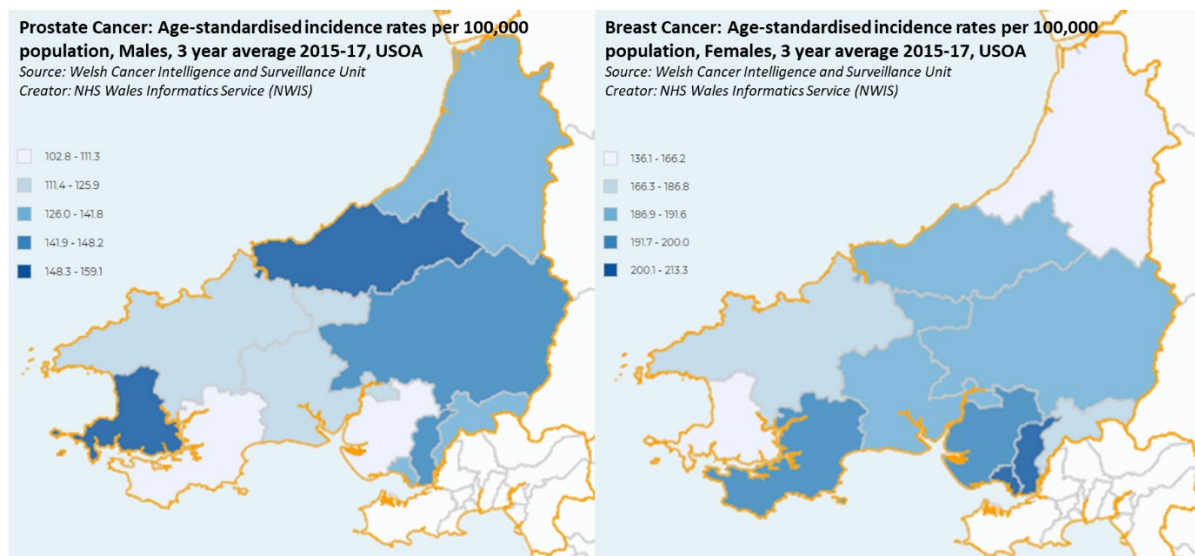 Prostate Cancer: Age-standardised incidence rates per 100,000
population, Males, 3 year average 2015-17, USOA
Source: Welsh Cancer Intelligence and Surveillance Unit
Creator: NHS Wales Informatics Service (NWIS)
102.8 - 111.3
111.4 - 125.9
126.0 - 141.8
141.9 - 148.2
148.3 - 159.1
Breast Cancer: Age-standardised incidence rates per 100,000
population, Females, 3 year average 2015-17, USOA
Source: Welsh Cancer Intelligence and Surveillance Unit
Creator: NHS Wales Informatics Service (NWIS)
136.1 - 166.2
166.3 - 186.8
186.9 - 191.6
191.7 - 200.0
200.1 - 213.3